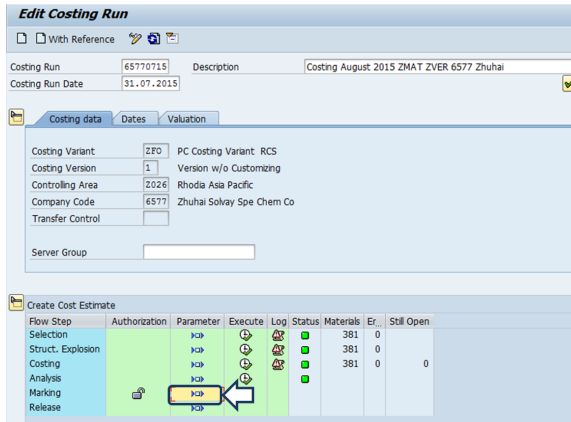 Edit Costing Run
With Reference
Costing Run 65770715 Description Costing August 2015 ZMAT ZVER 6577 Zhuhai
Costing Run Date 31.07.2015
Costing data Dates Valuation
Costing Variant ZFO PC Costing Variant RCS
Costing Version 1 Version w/o Customizing
Controlling Area Z026 Rhodia Asia Pacific
Company Code 6577 Zhuhai Solvay Spe Chem Co
Transfer Control
Server Group
Create Cost Estimate
Flow Step Authorization Parameter Execute Log Status Materials Er... Still Open
Selection 381 0
Struct. Explosion 381 0
Costing 381 0 0
Analysis
Marking
Release